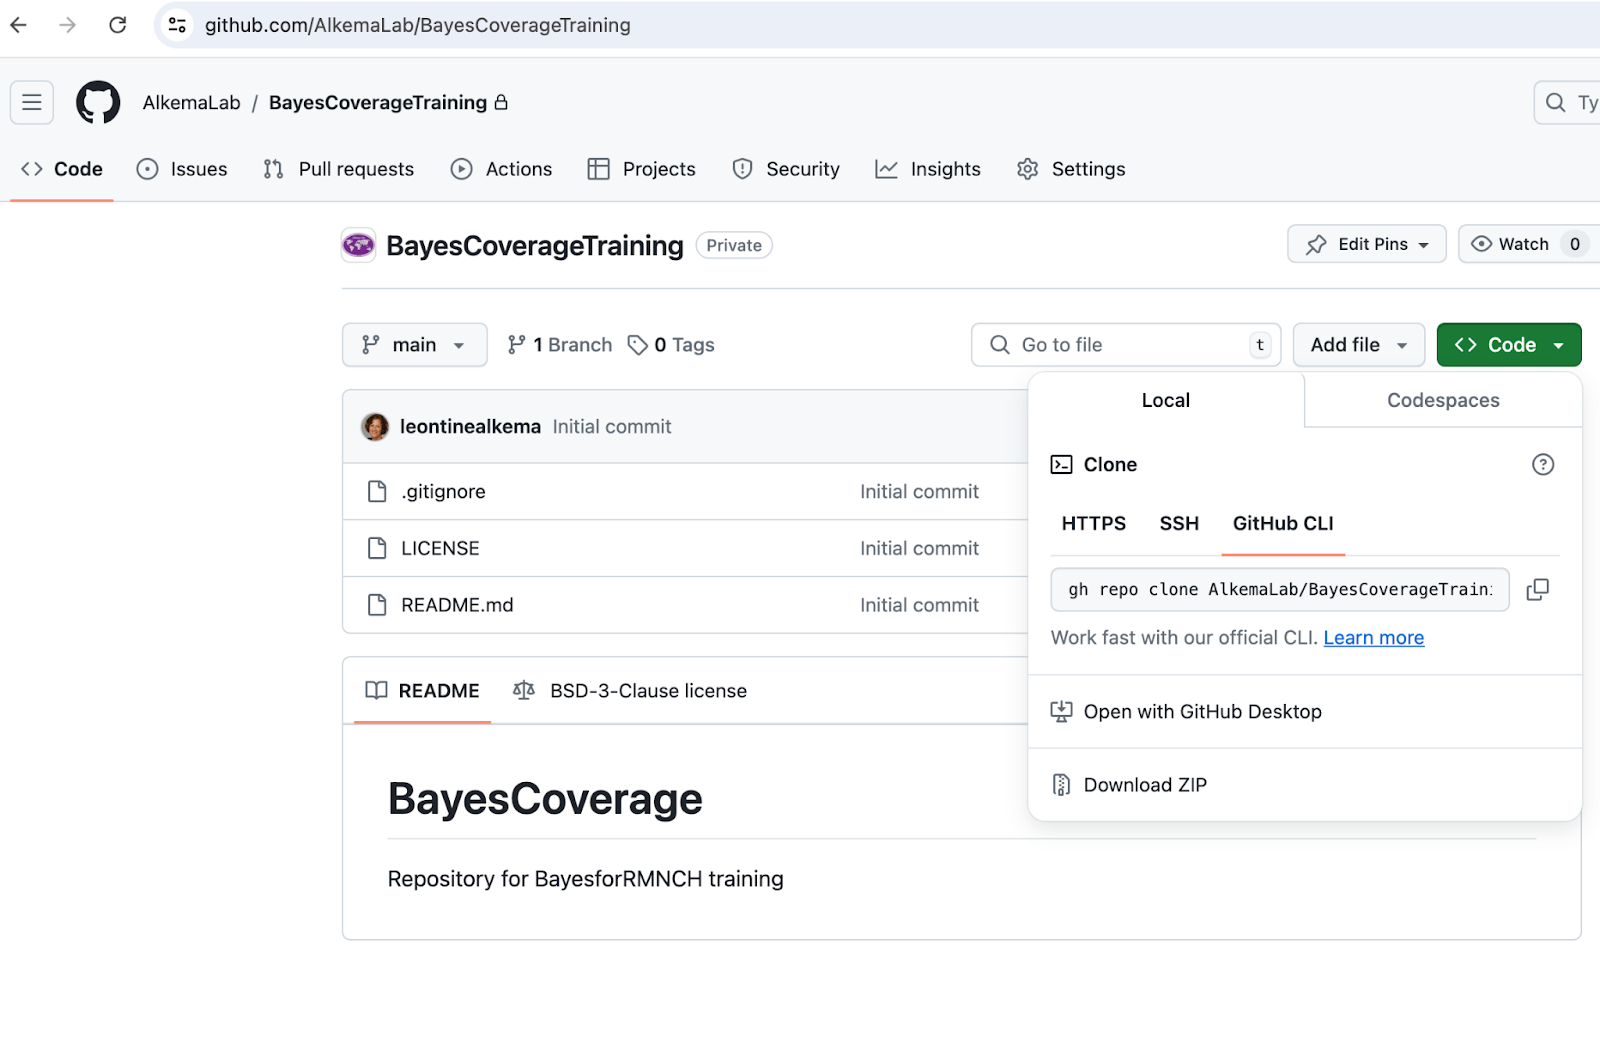 github.com/AlkemaLab/BayesCoverageTraining
AlkemaLab / BayesCoverageTraining
Ty
Code Issues Pull requests Actions Projects Security Insights Settings
BayesCoverageTraining Private
Edit Pins Watch 0
main 1 Branch 0 Tags
Go to file t Add file Code
Local Codespaces
leontinealkema Initial commit
Clone
.gitignore Initial commit
HTTPS SSH GitHub CLI
LICENSE Initial commit
gh repo clone AlkemaLab/BayesCoverageTraini
README.md Initial commit
Work fast with our official CLI. Learn more
README BSD-3-Clause license
Open with GitHub Desktop
Download ZIP
BayesCoverage
Repository for BayesforRMNCH training